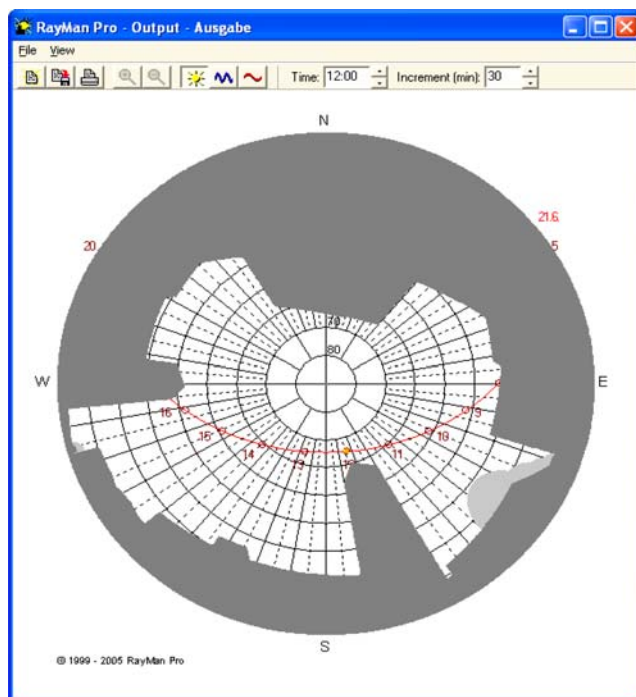 RayMan Pro - Output - Ausgabe
File View
Time: 12:00 Increment (min): 30
N
21.6.
20
5
70
80
W
E
16
15
14
13
12
11
10
9
S
© 1999 - 2005 RayMan Pro